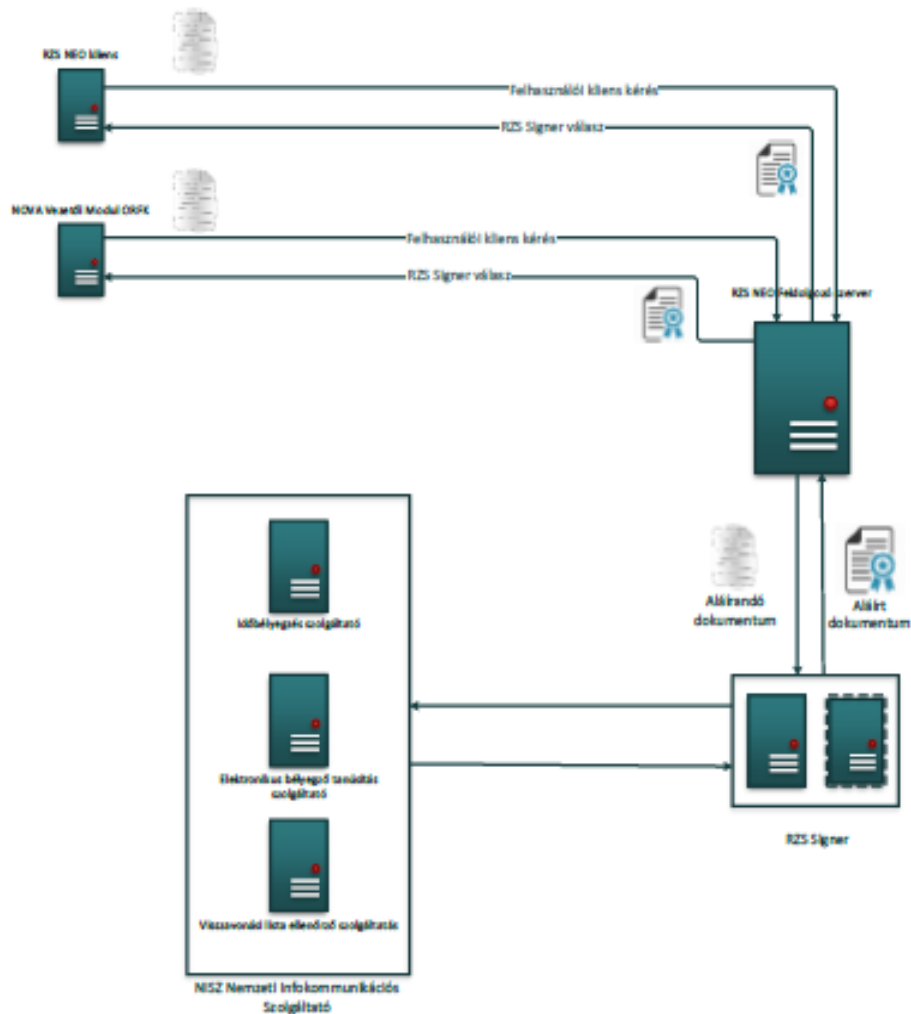 RZS NEO kliens
Felhasználói kliens kérés
RZS Signer válasz
NOVA Vezetői Modul ORFK
Felhasználói kliens kérés
RZS Signer válasz
RZS NEO Feldolgozó szerver
Időbélyegzés szolgáltató
Aláírandó
dokumentum
Aláírt
dokumentum
Elektronikus bélyegző tanúsítás
szolgáltató
RZS Signer
Visszavonási lista ellenőrző szolgáltatás
NISZ Nemzeti Infokommunikációs
Szolgáltató